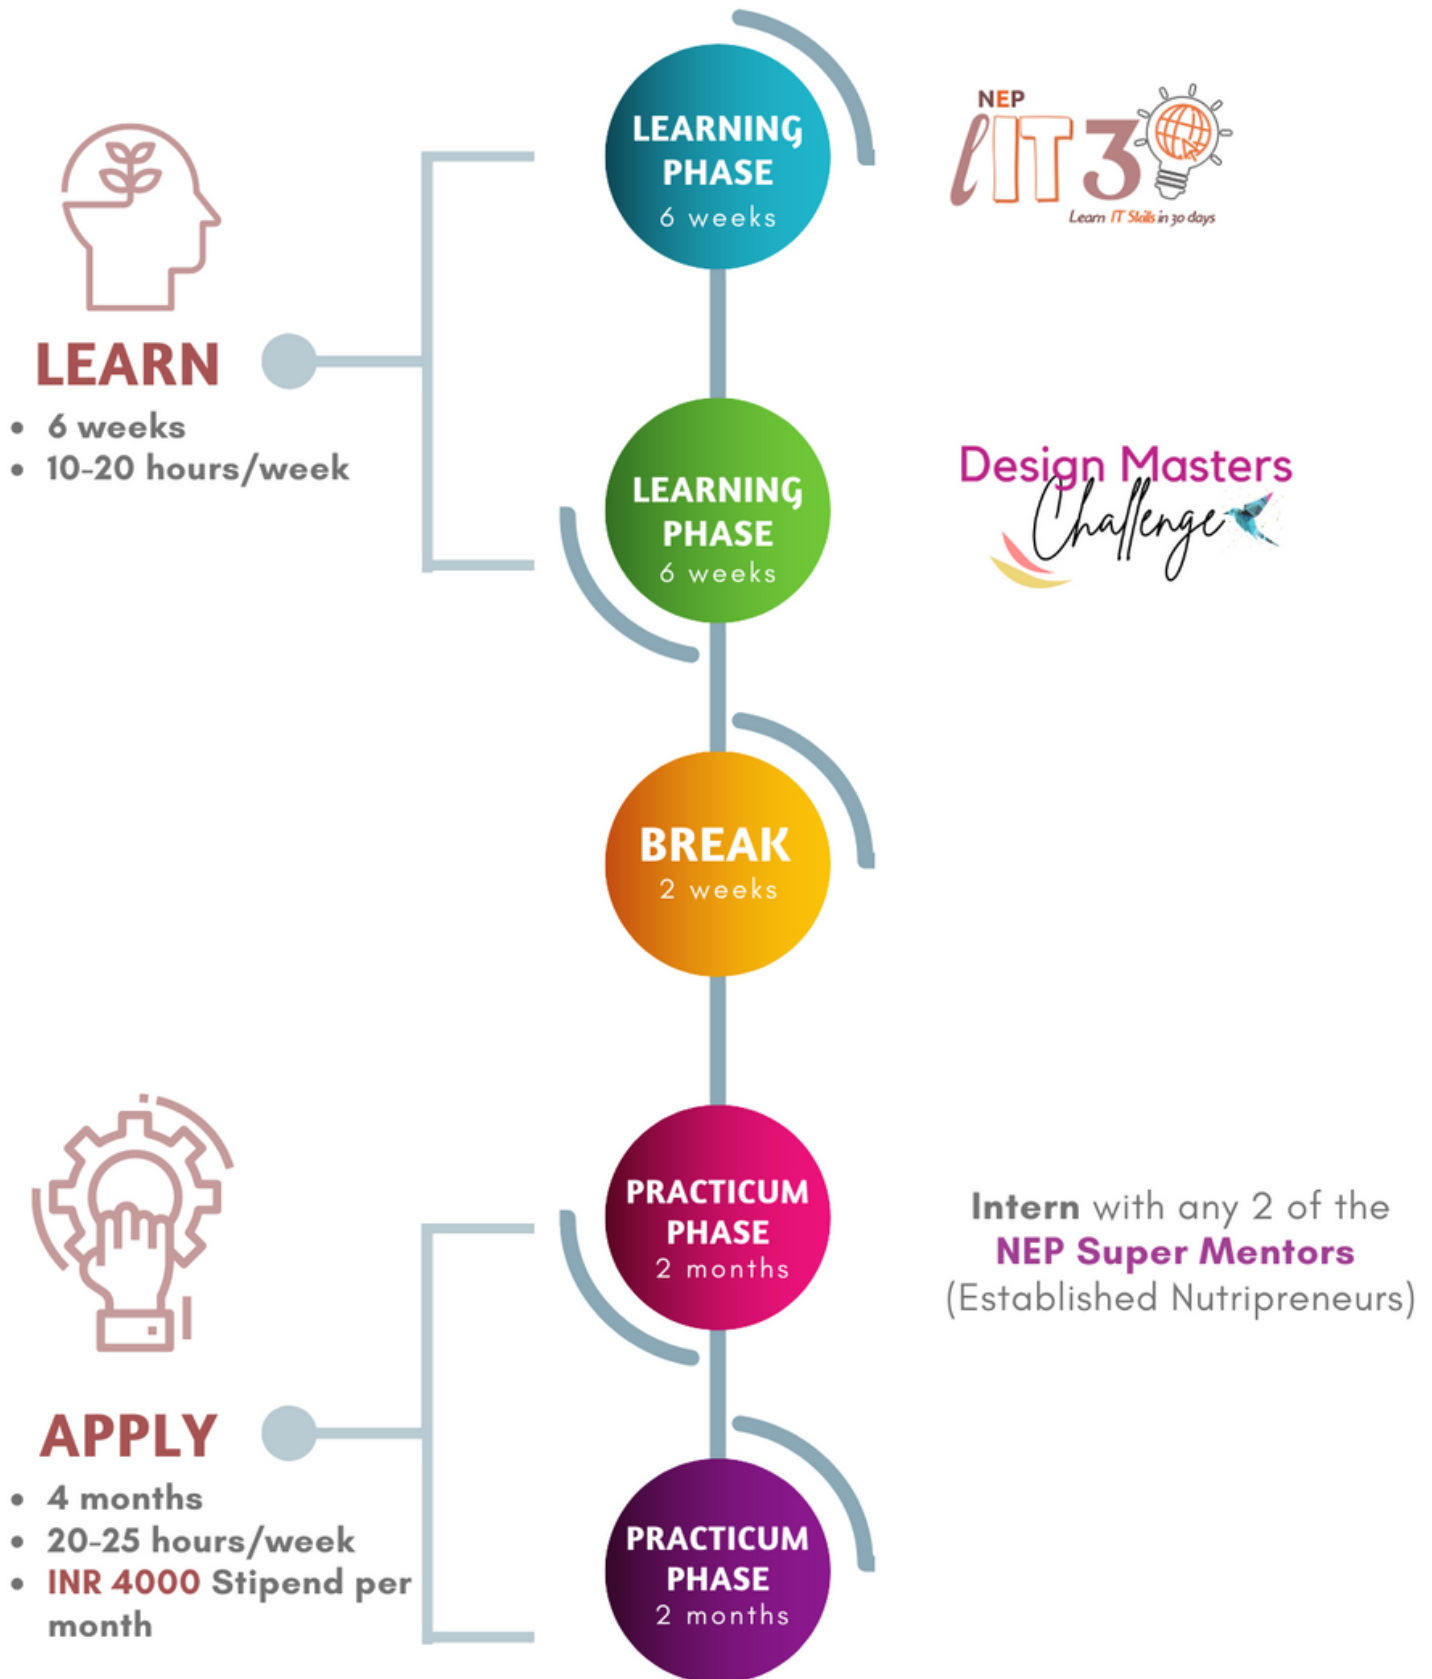 LEARNING
PHASE
6 weeks
NEP
lIT 30
Learn IT Skills in 30 days
LEARN
• 6 weeks
• 10-20 hours/week
LEARNING
PHASE
6 weeks
Design Masters
Challenge
BREAK
2 weeks
PRACTICUM
PHASE
2 months
Intern with any 2 of the
NEP Super Mentors
(Established Nutripreneurs)
APPLY
• 4 months
• 20-25 hours/week
• INR 4000 Stipend per
month
PRACTICUM
PHASE
2 months